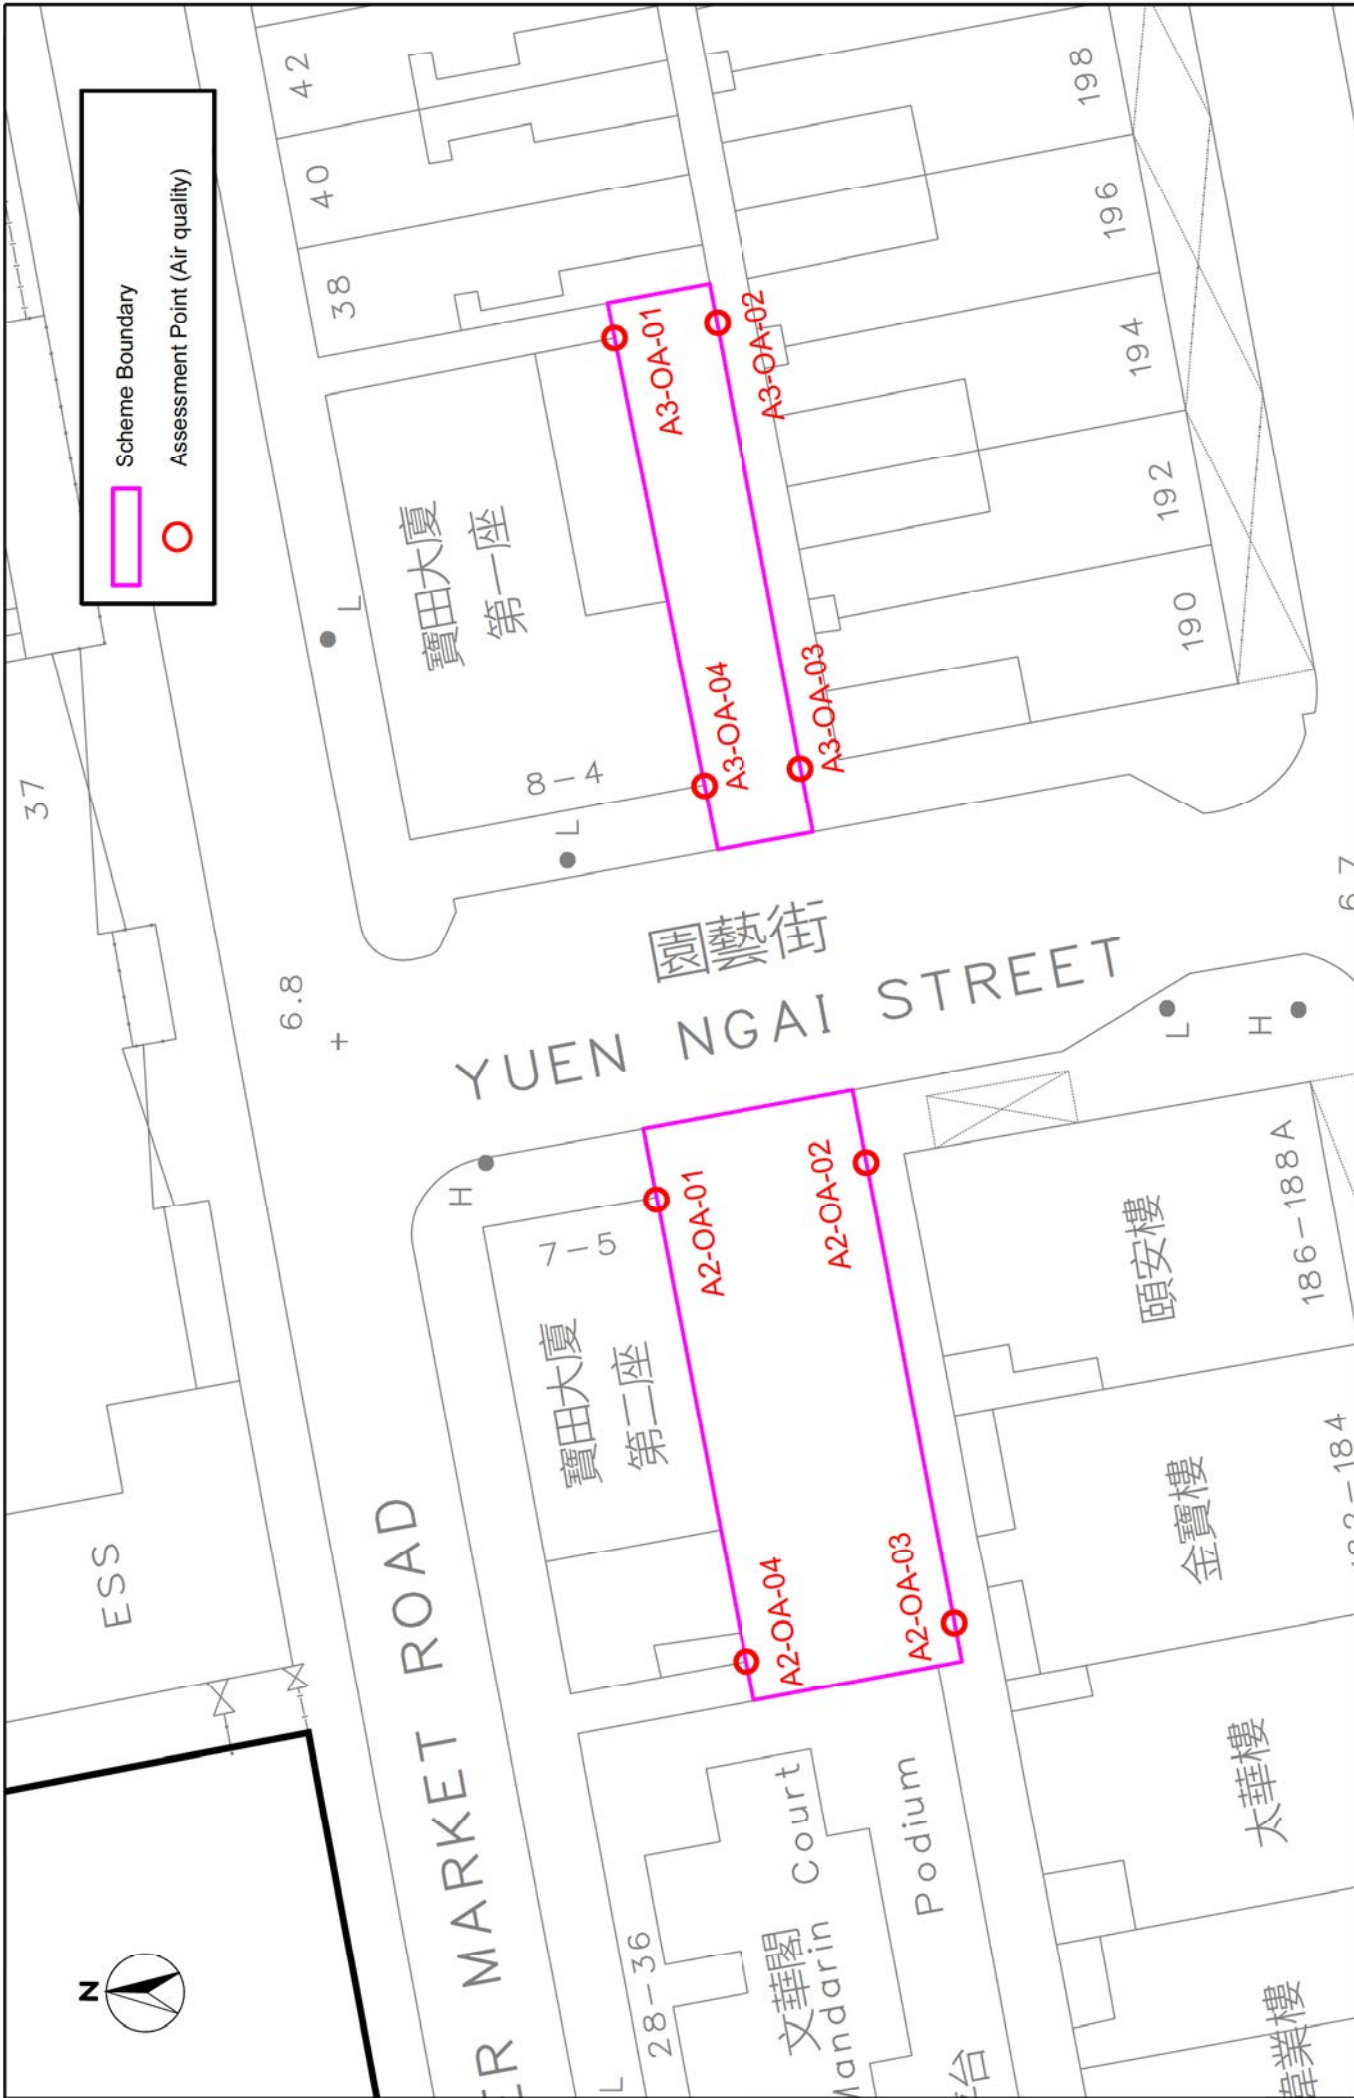 Scheme Boundary
Assessment Point (Air quality)
N
37
42
40
38
198
196
194
192
190
L
寶田大廈
第一座
8-4
L
A3-OA-01
A3-OA-02
A3-OA-03
A3-OA-04
6.8
園藝街
YUEN NGAI STREET
L
H
H
7-5
寶田大廈
第二座
A2-OA-01
A2-OA-02
A2-OA-03
A2-OA-04
頤安樓
186-188A
金寶樓
太華樓
ESS
MARKET ROAD
28-36
L
文華閣
Mandarin Court
Podium